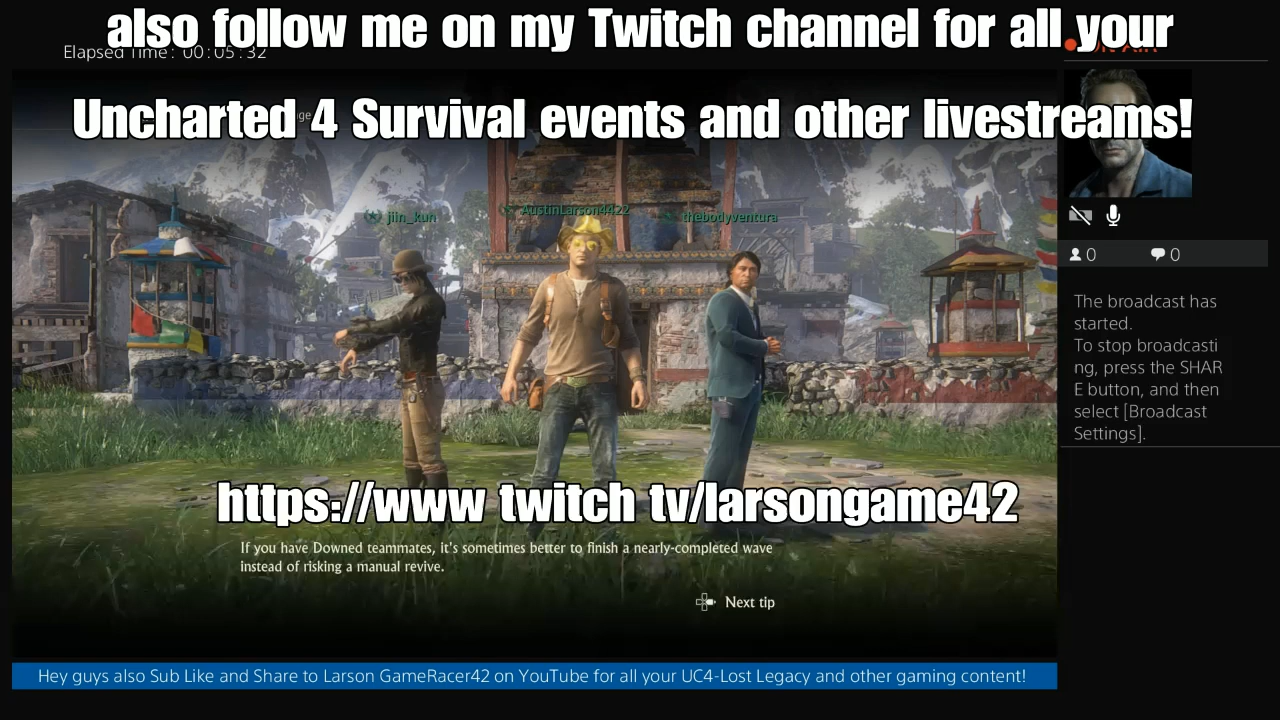 also follow me on my Twitch channel for all your
Elapsed Time: 00:05:32
Uncharted 4 Survival events and other livestreams!
jiin_kun
AustinLarson4422
thebodyventura
0 0
The broadcast has
started.
To stop broadcasti
ng, press the SHAR
E button, and then
select [Broadcast
Settings].
https://www twitch tv/larsongame42
If you have Downed teammates, it's sometimes better to finish a nearly-completed wave
instead of risking a manual revive.
Next tip
Hey guys also Sub Like and Share to Larson GameRacer42 on YouTube for all your UC4-Lost Legacy and other gaming content!